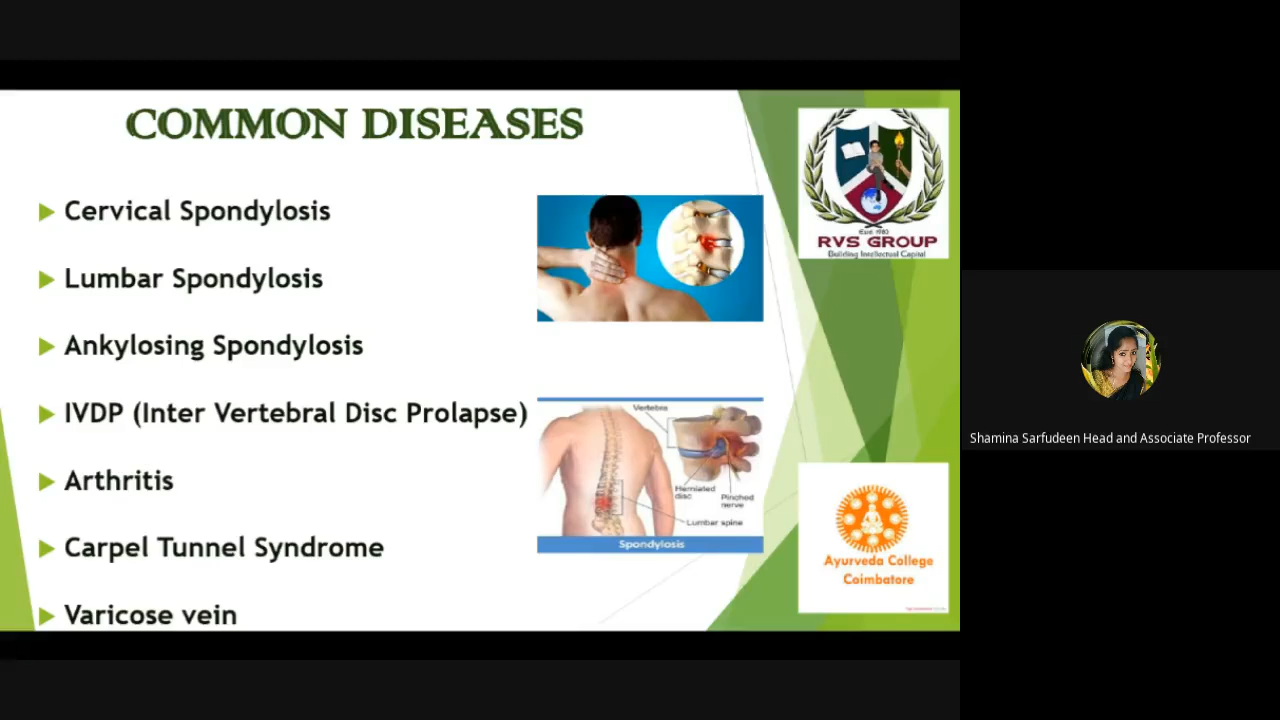 COMMON DISEASES
Cervical Spondylosis
Lumbar Spondylosis
Ankylosing Spondylosis
IVDP (Inter Vertebral Disc Prolapse)
Arthritis
Carpel Tunnel Syndrome
Varicose vein
Vertebra
Herniated
disc
Pinched
nerve
Lumbar spine
Spondylosis
Estd: 1983
RVS GROUP
Building Intellectual Capital
Ayurveda College
Coimbatore
Shamina Sarfudeen Head and Associate Professor